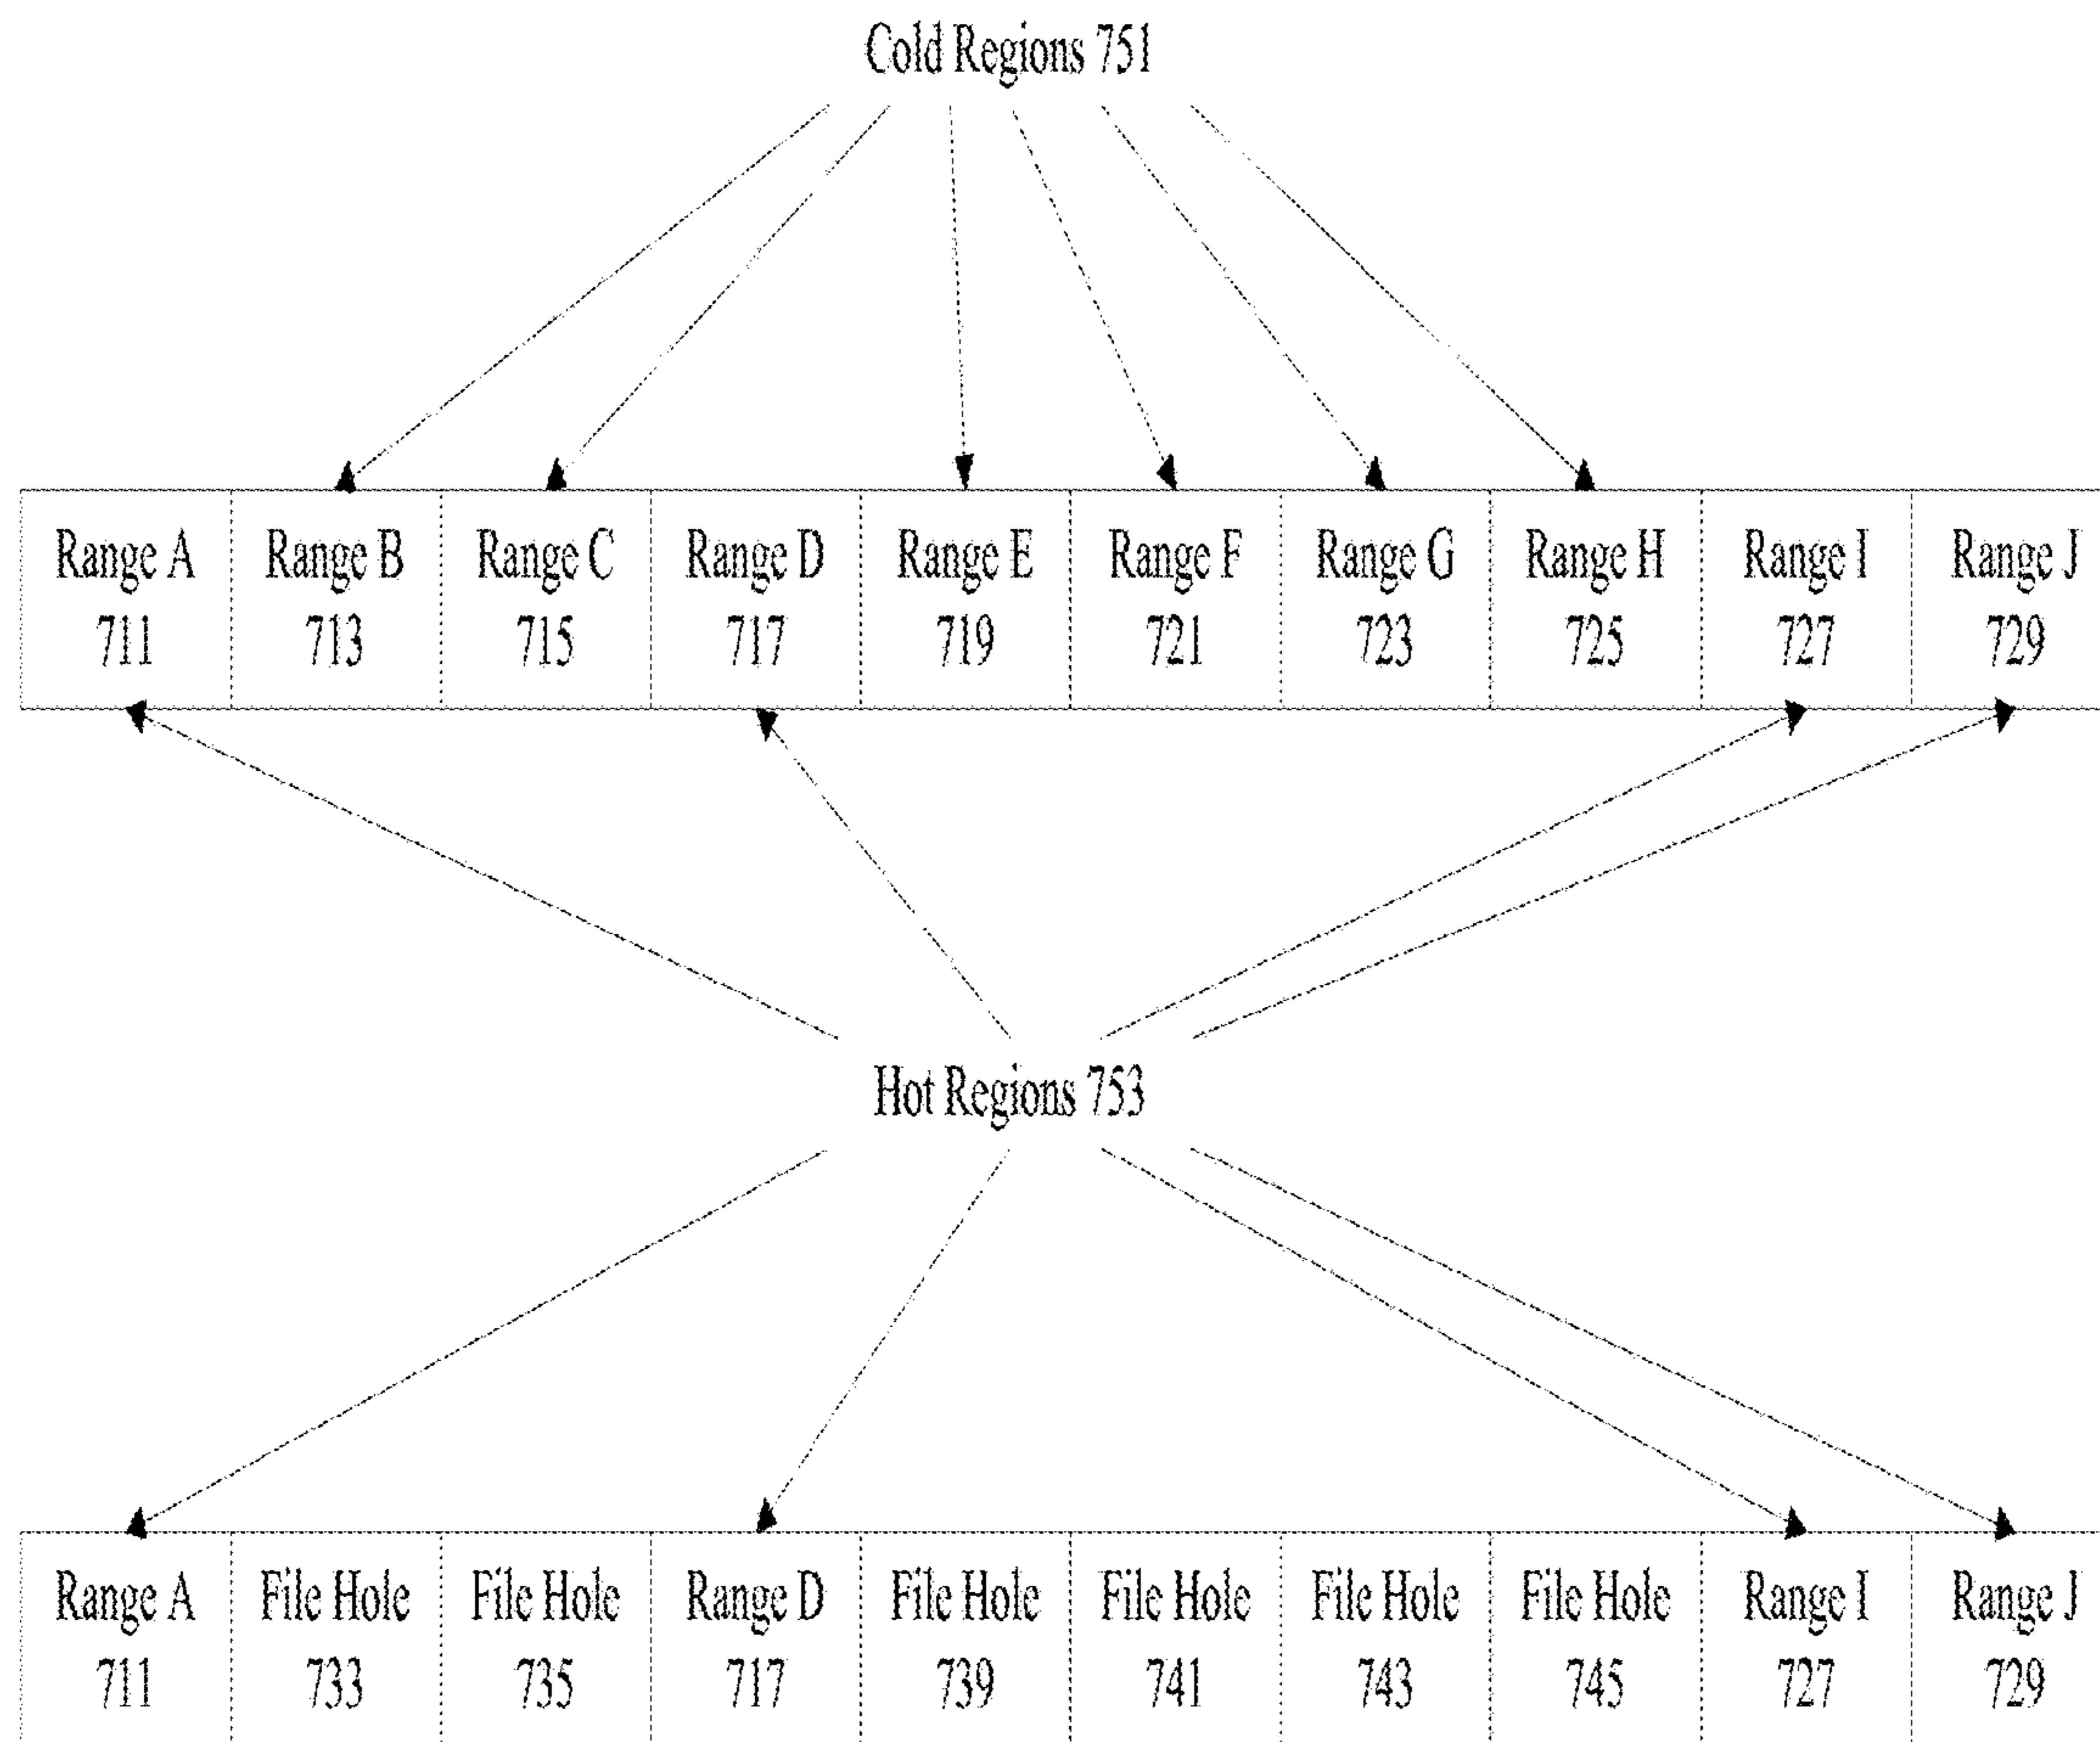 Cold Regions 751
Range A Range B Range C Range D Range E Range F Range G Range H Range I Range J
711 713 715 717 719 721 723 725 727 729
Hot Regions 753
Range A File Hole File Hole Range D File Hole File Hole File Hole File Hole Range I Range J
711 733 735 717 739 741 743 745 727 729